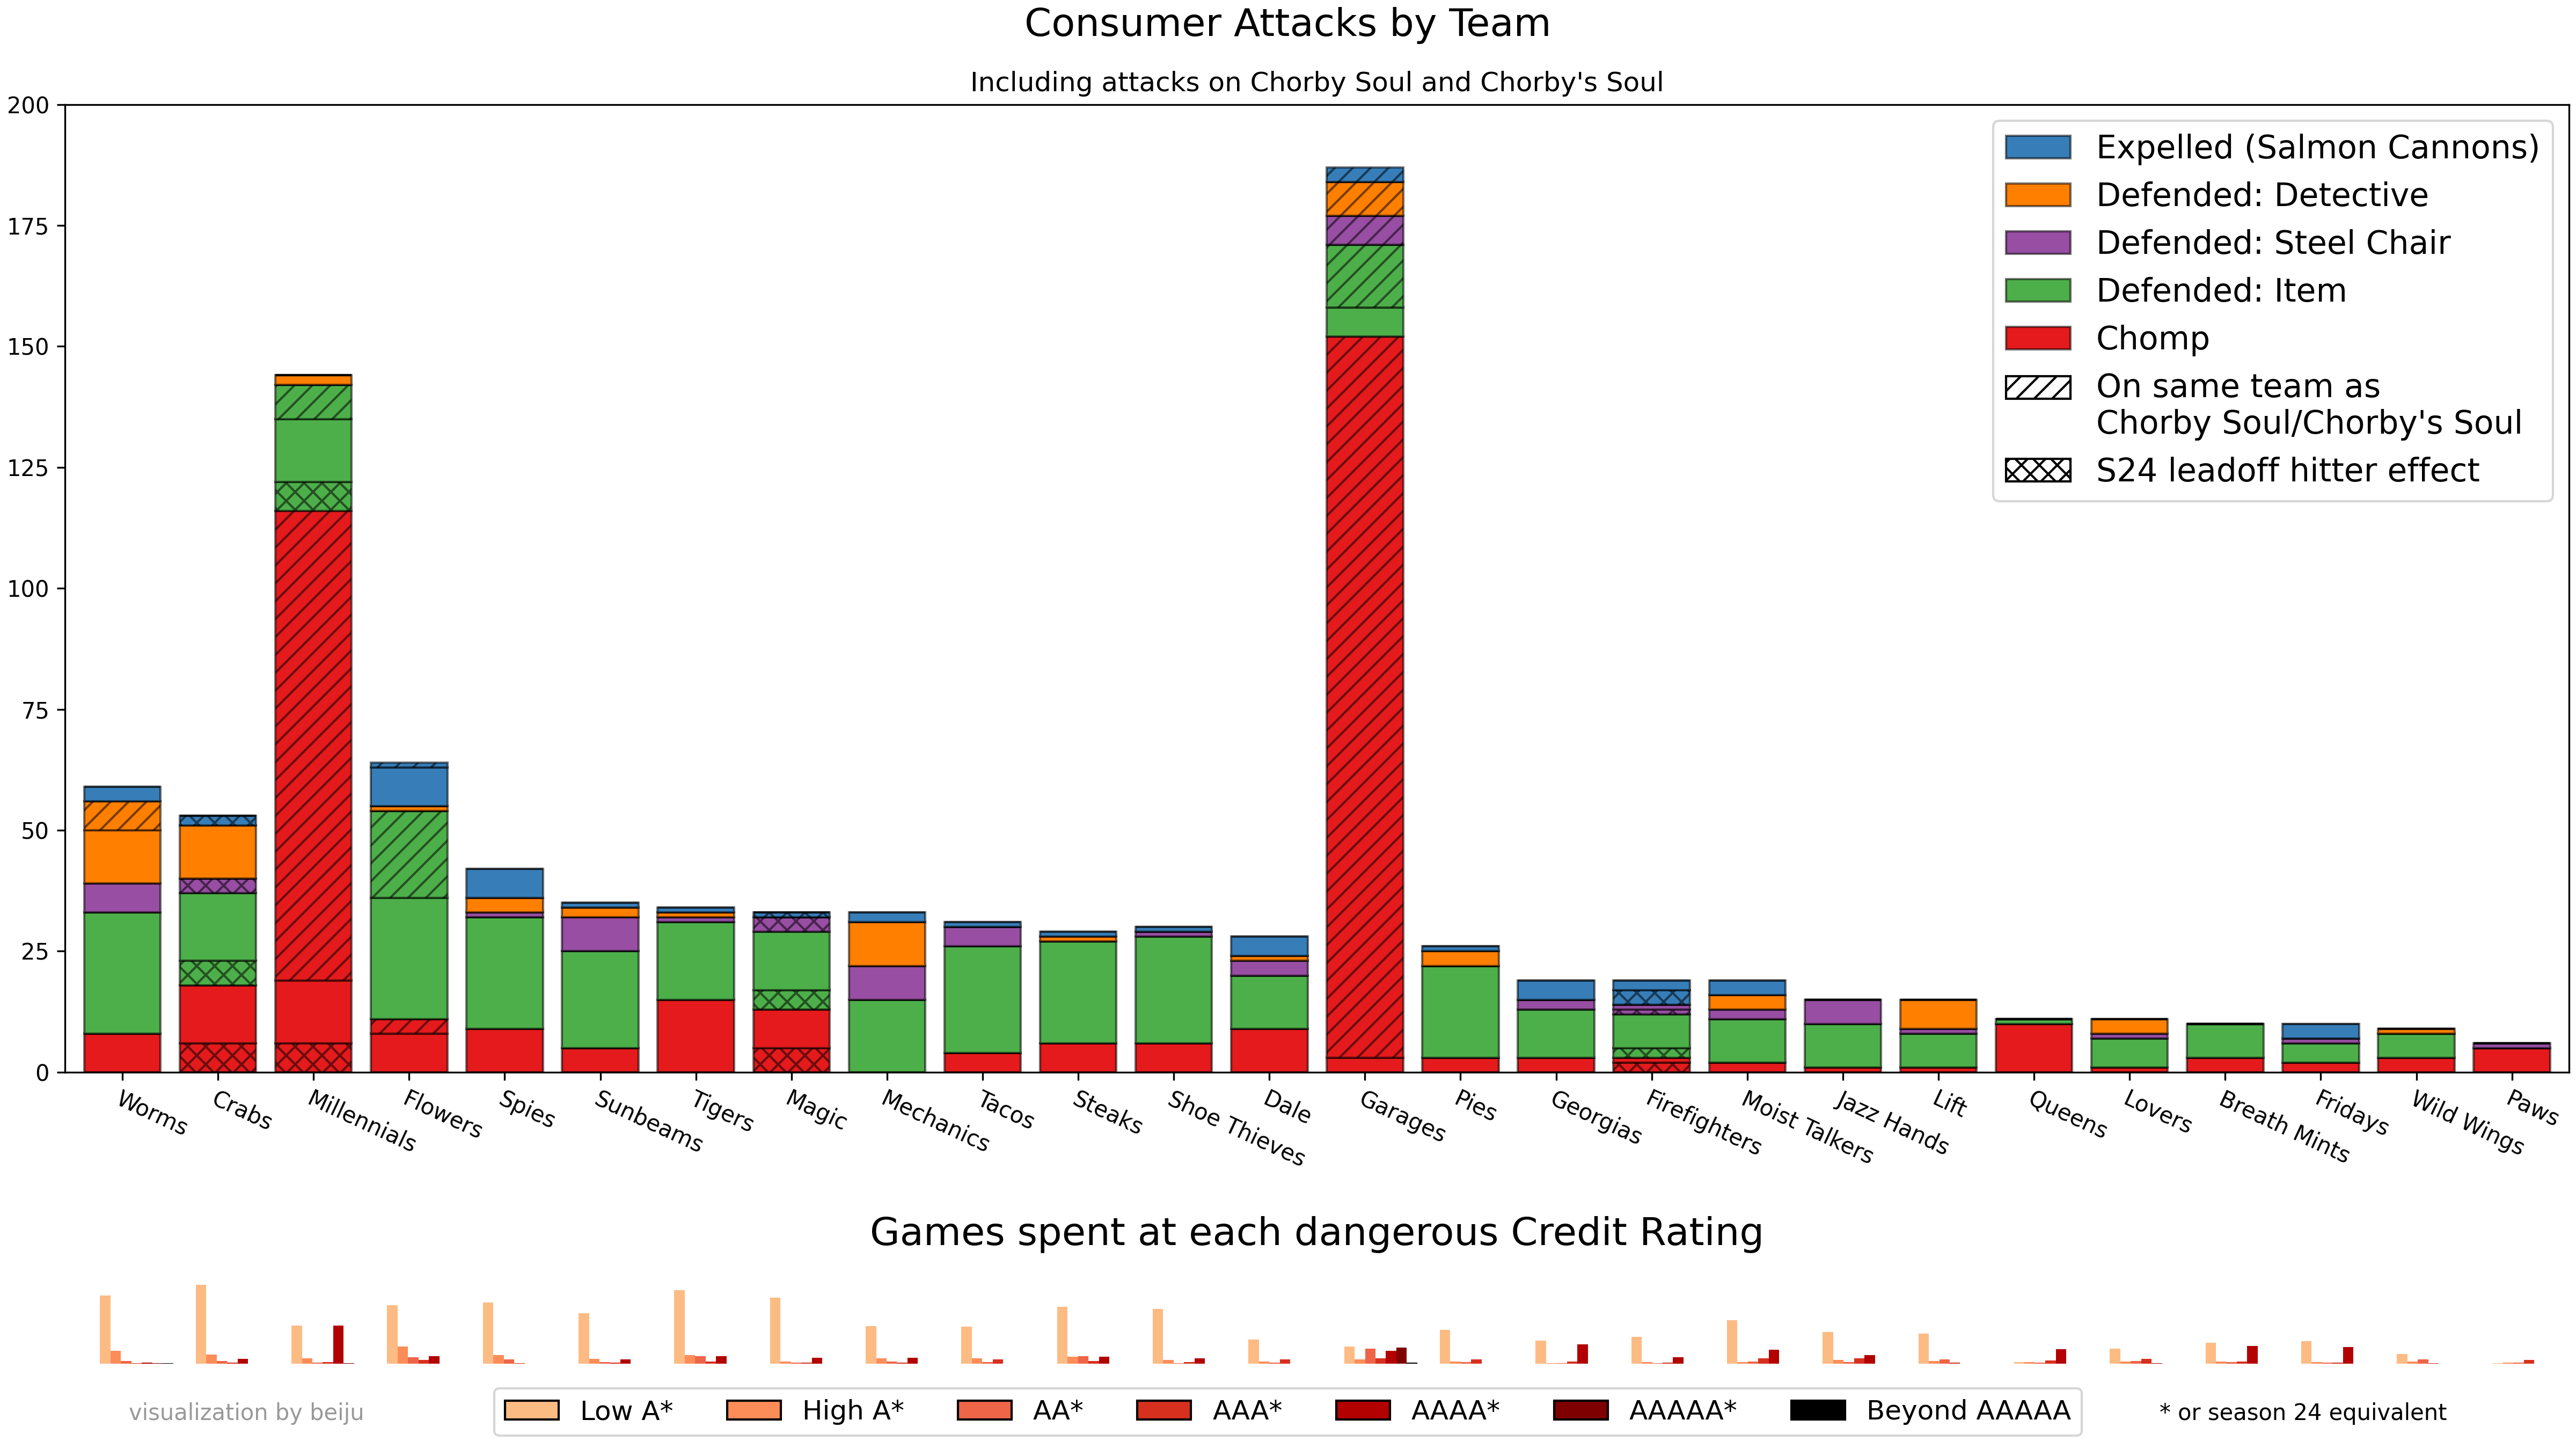 Consumer Attacks by Team
Including attacks on Chorby Soul and Chorby's Soul
200
175
150
125
100
75
50
25
0
Expelled (Salmon Cannons)
Defended: Detective
Defended: Steel Chair
Defended: Item
Chomp
On same team as
Chorby Soul/Chorby's Soul
S24 leadoff hitter effect
Worms
Crabs
Millennials
Flowers
Spies
Sunbeams
Tigers
Magic
Mechanics
Tacos
Steaks
Shoe Thieves
Dale
Garages
Pies
Georgias
Firefighters
Moist Talkers
Jazz Hands
Lift
Queens
Lovers
Breath Mints
Fridays
Wild Wings
Paws
Games spent at each dangerous Credit Rating
visualization by beiju
Low A*
High A*
AA*
AAA*
AAAA*
AAAAA*
Beyond AAAAA
* or season 24 equivalent